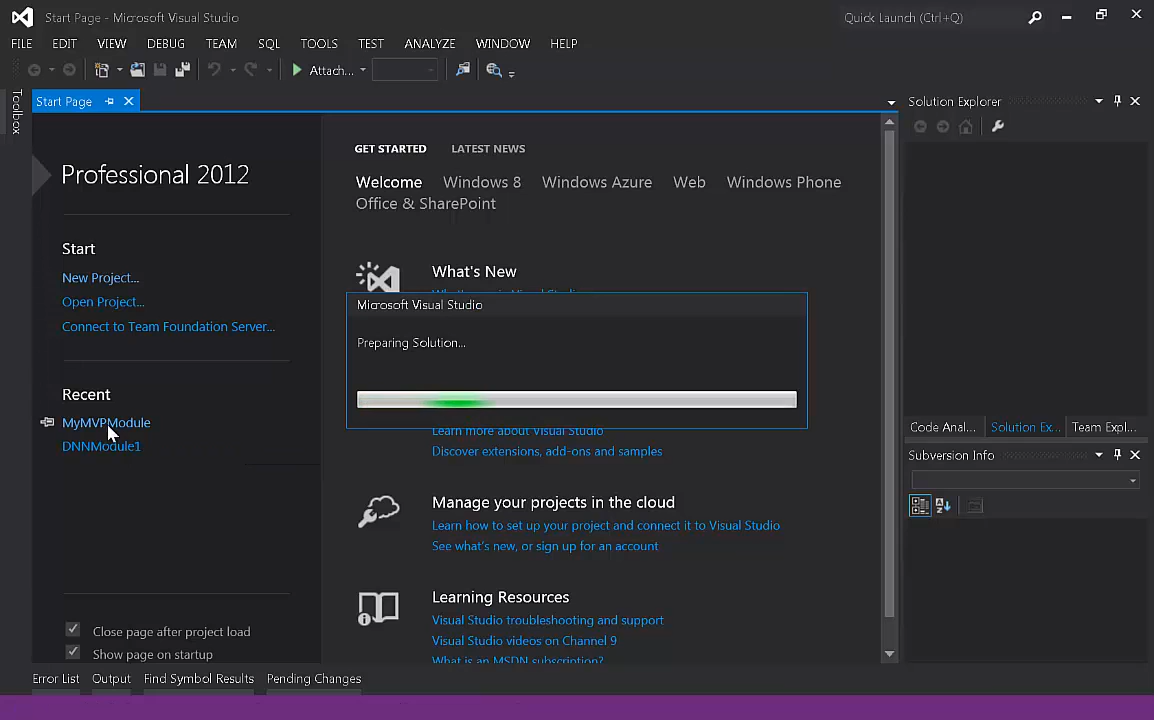 Start Page - Microsoft Visual Studio
Quick Launch (Ctrl+Q)
FILE EDIT VIEW DEBUG TEAM SQL TOOLS TEST ANALYZE WINDOW HELP
Attach...
Toolbox
Start Page
Solution Explorer
Professional 2012
Start
New Project...
Open Project...
Connect to Team Foundation Server...
Recent
MyMVPModule
DNNModule1
Close page after project load
Show page on startup
GET STARTED LATEST NEWS
Welcome Windows 8 Windows Azure Web Windows Phone
Office & SharePoint
What's New
Microsoft Visual Studio
Preparing Solution...
Learn more about Visual Studio
Discover extensions, add-ons and samples
Manage your projects in the cloud
Learn how to set up your project and connect it to Visual Studio
See what's new, or sign up for an account
Learning Resources
Visual Studio troubleshooting and support
Visual Studio videos on Channel 9
What is an MSDN subscription?
Code Anal... Solution Ex... Team Expl...
Subversion Info
Error List Output Find Symbol Results Pending Changes